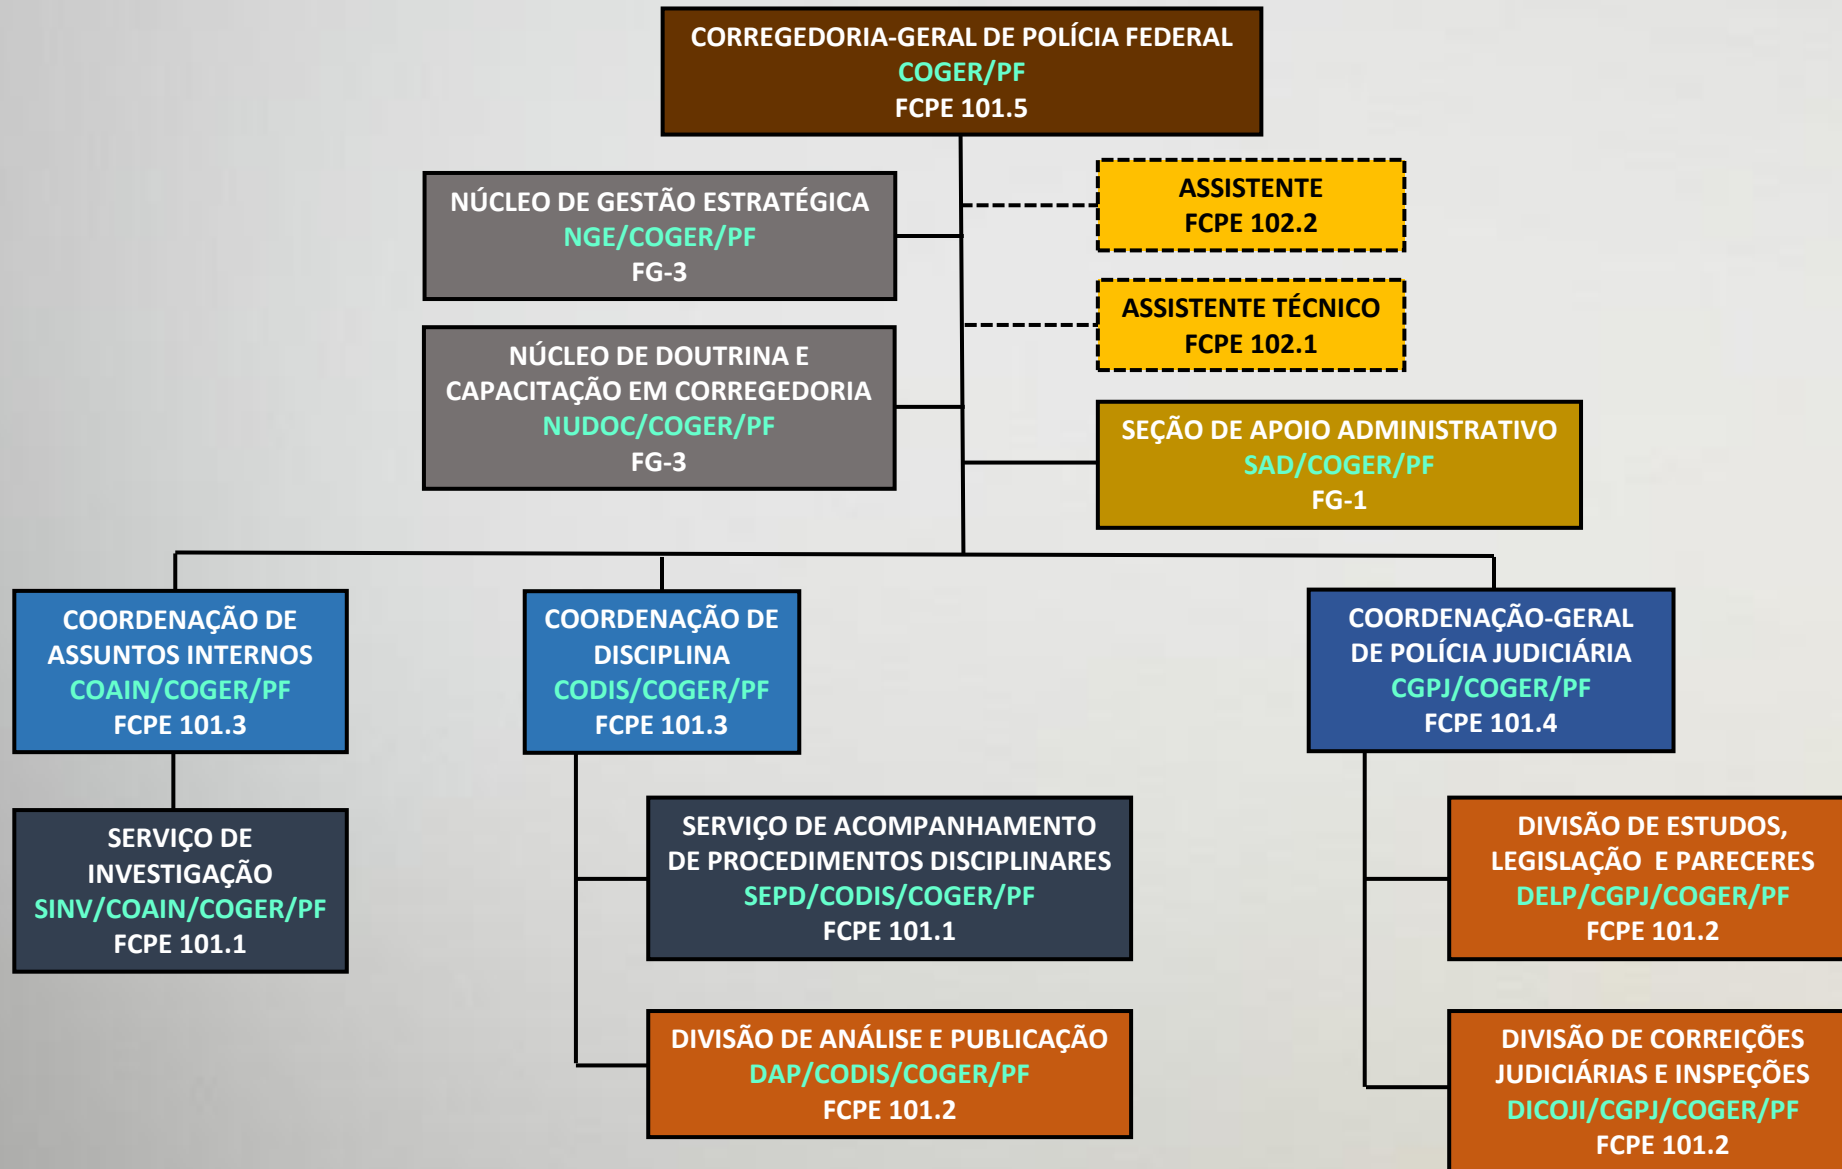 CORREGEDORIA-GERAL DE POLÍCIA FEDERAL
COGER/PF
FCPE 101.5
NÚCLEO DE GESTÃO ESTRATÉGICA
NGE/COGER/PF
FG-3
ASSISTENTE
FCPE 102.2
ASSISTENTE TÉCNICO
FCPE 102.1
NÚCLEO DE DOUTRINA E
CAPACITAÇÃO EM CORREGEDORIA
NUDOC/COGER/PF
FG-3
SEÇÃO DE APOIO ADMINISTRATIVO
SAD/COGER/PF
FG-1
COORDENAÇÃO DE
ASSUNTOS INTERNOS
COAIN/COGER/PF
FCPE 101.3
COORDENAÇÃO DE
DISCIPLINA
CODIS/COGER/PF
FCPE 101.3
COORDENAÇÃO-GERAL
DE POLÍCIA JUDICIÁRIA
CGPJ/COGER/PF
FCPE 101.4
SERVIÇO DE
INVESTIGAÇÃO
SINV/COAIN/COGER/PF
FCPE 101.1
SERVIÇO DE ACOMPANHAMENTO
DE PROCEDIMENTOS DISCIPLINARES
SEPD/CODIS/COGER/PF
FCPE 101.1
DIVISÃO DE ESTUDOS,
LEGISLAÇÃO  E PARECERES
DELP/CGPJ/COGER/PF
FCPE 101.2
DIVISÃO DE ANÁLISE E PUBLICAÇÃO
DAP/CODIS/COGER/PF
FCPE 101.2
DIVISÃO DE CORREIÇÕES
JUDICIÁRIAS E INSPEÇÕES
DICOJI/CGPJ/COGER/PF
FCPE 101.2